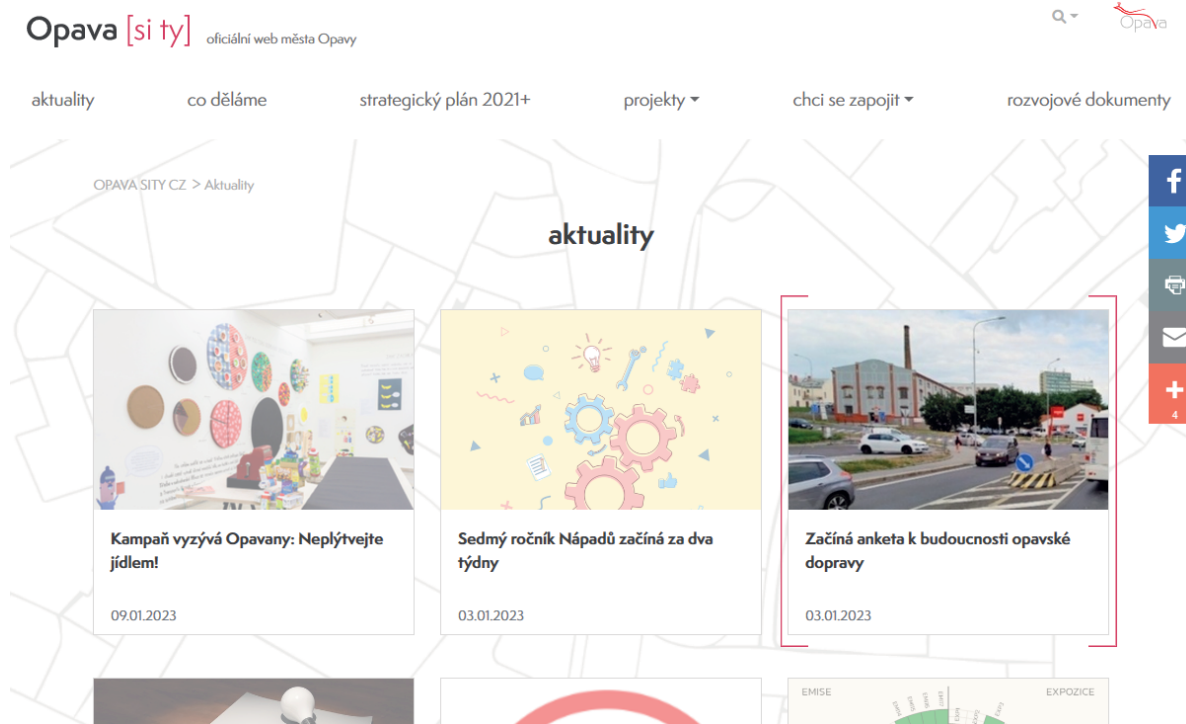 Opava [si ty] oficiální web města Opavy
Opava
aktuality co děláme strategický plán 2021+ projekty chci se zapojit rozvojové dokumenty
OPAVA SITY CZ > Aktuality
aktuality
Kampaň vyzývá Opavany: Neplýtvejte
jídlem!
09.01.2023
Sedmý ročník Nápadů začíná za dva
týdny
03.01.2023
Začíná anketa k budoucnosti opavské
dopravy
03.01.2023
4
EMISE EXPOZICE